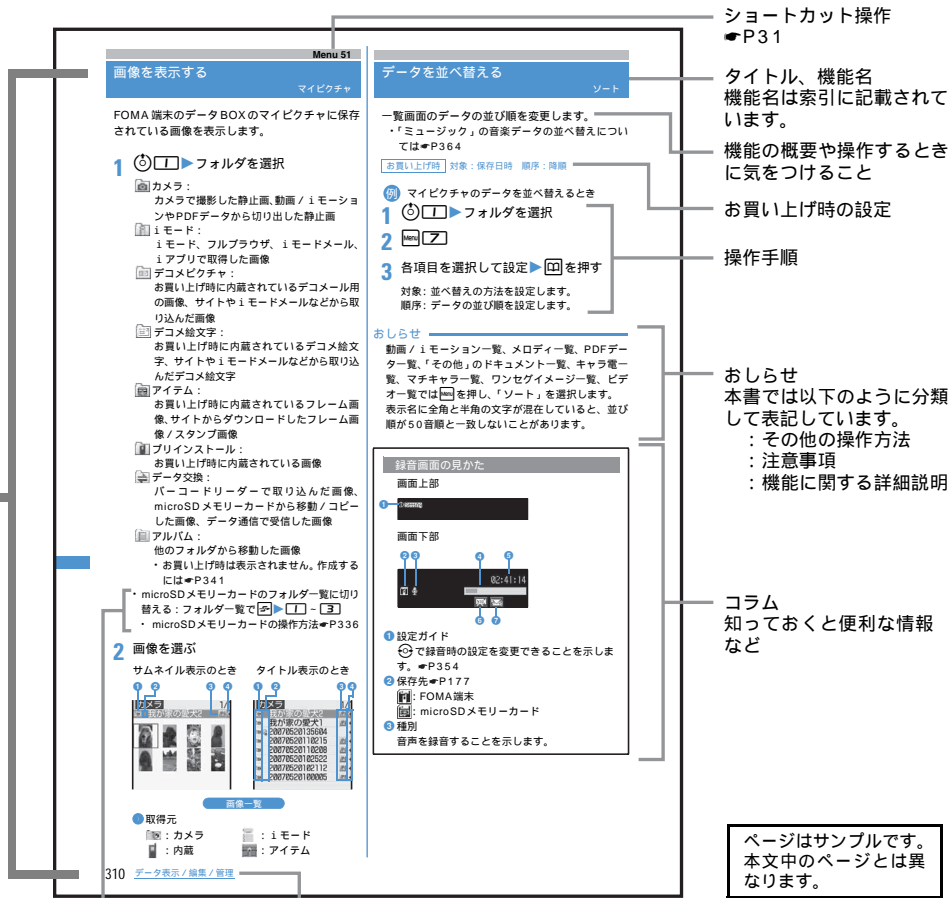 Menu 51
画像を表示する
マイピクチャ
FOMA 端末のデータ BOX のマイピクチャに保存
されている画像を表示します。
1 フォルダを選択
カメラ：
カメラで撮影した静止画、動画 / iモーショ
ンやPDFデータから切り出した静止画
iモード：
iモード、フルブラウザ、iモードメール、
iアプリで取得した画像
デコメピクチャ：
お買い上げ時に内蔵されているデコメール用
の画像、サイトやiモードメールなどから取
り込んだ画像
デコメ絵文字：
お買い上げ時に内蔵されているデコメ絵文
字、サイトやiモードメールなどから取り込
んだデコメ絵文字
アイテム：
お買い上げ時に内蔵されているフレーム画
像、サイトからダウンロードしたフレーム画
像 / スタンプ画像
プリインストール：
お買い上げ時に内蔵されている画像
データ交換：
バーコードリーダーで取り込んだ画像、
microSD メモリーカードから移動 / コピー
した画像、データ通信で受信した画像
アルバム：
他のフォルダから移動した画像
・お買い上げ時は表示されません。作成する
には☛P341
・microSDメモリーカードのフォルダ一覧に切り
替える：フォルダ一覧で 1 ~ 3
・microSDメモリーカードの操作方法☛P336
2 画像を選ぶ
サムネイル表示のとき タイトル表示のとき
❶ ❷ ❸ ❹ ❶ ❷ ❸ ❹
カメラ 1/
我が家の愛犬2
カメラ 1/
我が家の愛犬2
我が家の愛犬1
20070520135604
20070520110215
20070520110208
20070520102522
20070520102112
20070520100005
画像一覧
取得元
：カメラ ：iモード
：内蔵 ：アイテム
310 データ表示 / 編集 / 管理
データを並べ替える
ソート
一覧画面のデータの並び順を変更します。
・「ミュージック」の音楽データの並べ替えについ
ては☛P364
お買い上げ時 対象：保存日時 順序：降順
例 マイピクチャのデータを並べ替えるとき
1 フォルダを選択
2 Menu 7
3 各項目を選択して設定 を押す
対象: 並べ替えの方法を設定します。
順序: データの並び順を設定します。
おしらせ
動画 / iモーション一覧、メロディ一覧、PDFデー
タ一覧、「その他」のドキュメント一覧、キャラ電一
覧、マチキャラ一覧、ワンセグイメージ一覧、ビデ
オ一覧では Menu を押し、「ソート」を選択します。
表示名に全角と半角の文字が混在していると、並び
順が50音順と一致しないことがあります。
録音画面の見かた
画面上部
❶
画面下部
❷ ❸ ❹ ❺
02:41:14
❻ ❼
❶ 設定ガイド
で録音時の設定を変更できることを示しま
す。☛P354
❷ 保存先☛P177
: FOMA端末
: microSDメモリーカード
❸ 種別
音声を録音することを示します。
ショートカット操作
☛P31
タイトル、機能名
機能名は索引に記載されて
います。
機能の概要や操作するとき
に気をつけること
お買い上げ時の設定
操作手順
おしらせ
本書では以下のように分類
して表記しています。
：その他の操作方法
：注意事項
：機能に関する詳細説明
コラム
知っておくと便利な情報
など
ページはサンプルです。
本文中のページとは異
なります。